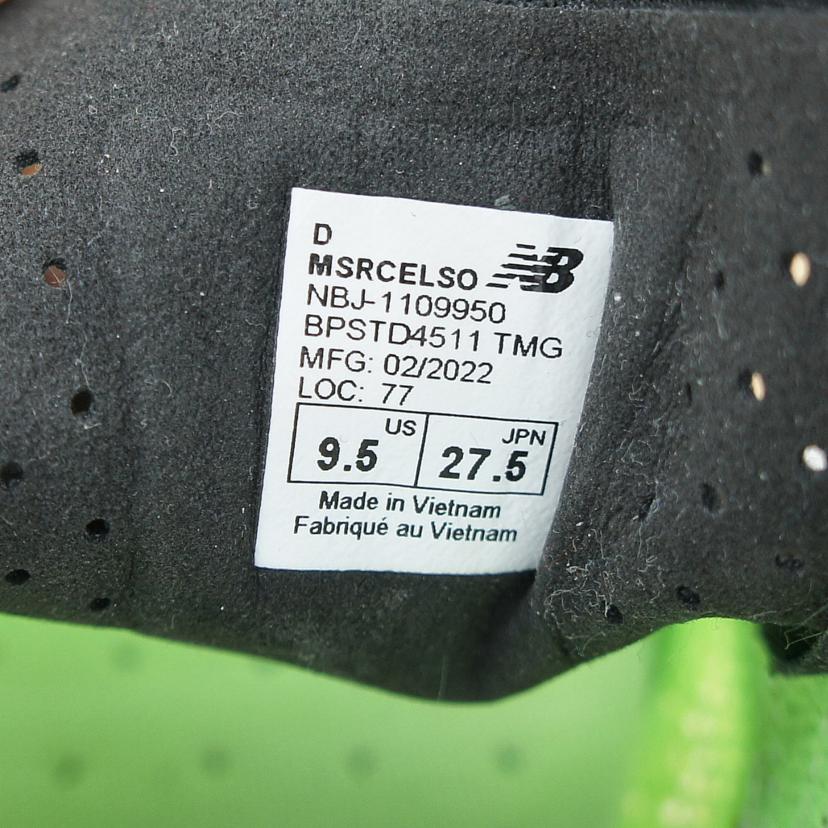 D
MSRCELSO NB
NBJ-1109950
BPSTD4511 TMG
MFG: 02/2022
LOC: 77
US JPN
9.5 27.5
Made in Vietnam
Fabriqué au Vietnam